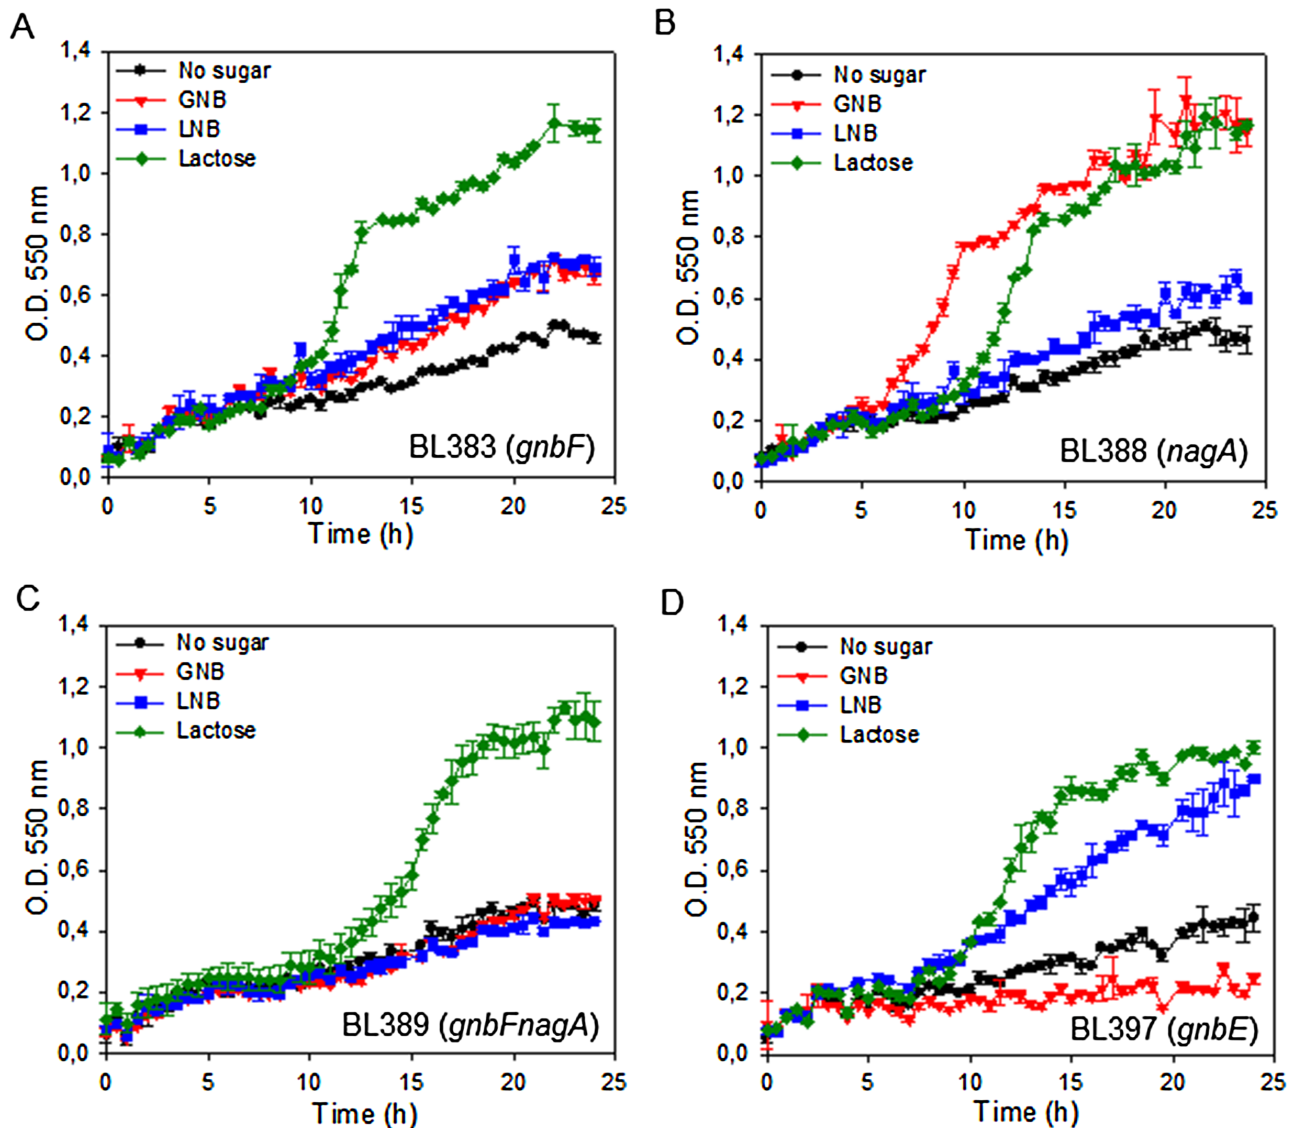 A
O.D. 550 nm
1,4
1,2
1,0
0,8
0,6
0,4
0,2
0,0
No sugar
GNB
LNB
Lactose
BL383 (gnbF)
0 5 10 15 20 25
Time (h)
B
O.D. 550 nm
1,4
1,2
1,0
0,8
0,6
0,4
0,2
0,0
No sugar
GNB
LNB
Lactose
BL388 (nagA)
0 5 10 15 20 25
Time (h)
C
O.D. 550 nm
1,4
1,2
1,0
0,8
0,6
0,4
0,2
0,0
No sugar
GNB
LNB
Lactose
BL389 (gnbFnagA)
0 5 10 15 20 25
Time (h)
D
O.D. 550 nm
1,4
1,2
1,0
0,8
0,6
0,4
0,2
0,0
No sugar
GNB
LNB
Lactose
BL397 (gnbE)
0 5 10 15 20 25
Time (h)